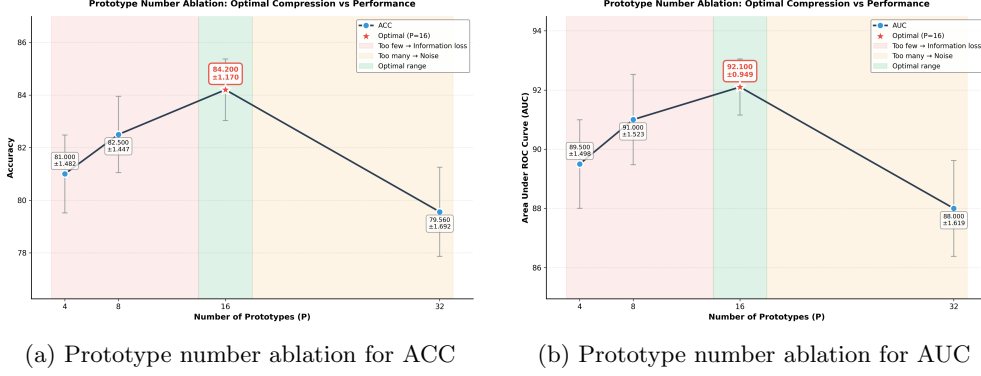 Prototype Number Ablation: Optimal Compression vs Performance
ACC
Optimal (P=16)
Too few → Information loss
Too many → Noise
Optimal range
86
84
82
80
78
Accuracy
84.200
±1.170
82.500
±1.447
81.000
±1.482
79.560
±1.692
4
8
16
32
Number of Prototypes (P)
(a) Prototype number ablation for ACC
Prototype Number Ablation: Optimal Compression vs Performance
AUC
Optimal (P=16)
Too few → Information loss
Too many → Noise
Optimal range
94
92
90
88
86
Area Under ROC Curve (AUC)
92.100
±0.949
91.000
±1.523
89.500
±1.498
88.000
±1.619
4
8
16
32
Number of Prototypes (P)
(b) Prototype number ablation for AUC